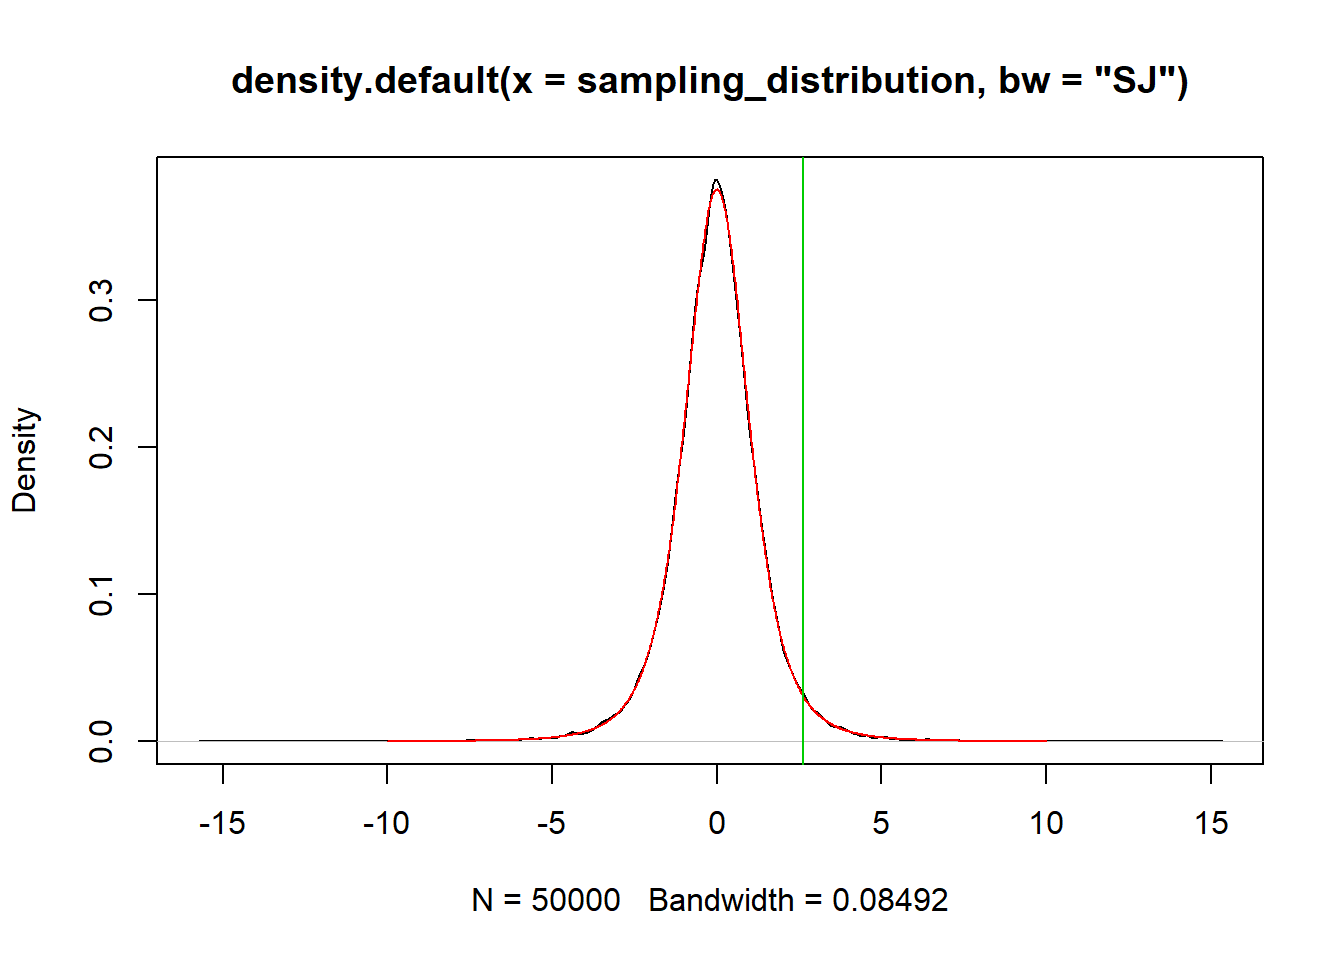 density.default(x = sampling_distribution, bw = "SJ")
Density
0.3
0.2
0.1
0.0
-15 -10 -5 0 5 10 15
N = 50000 Bandwidth = 0.08492